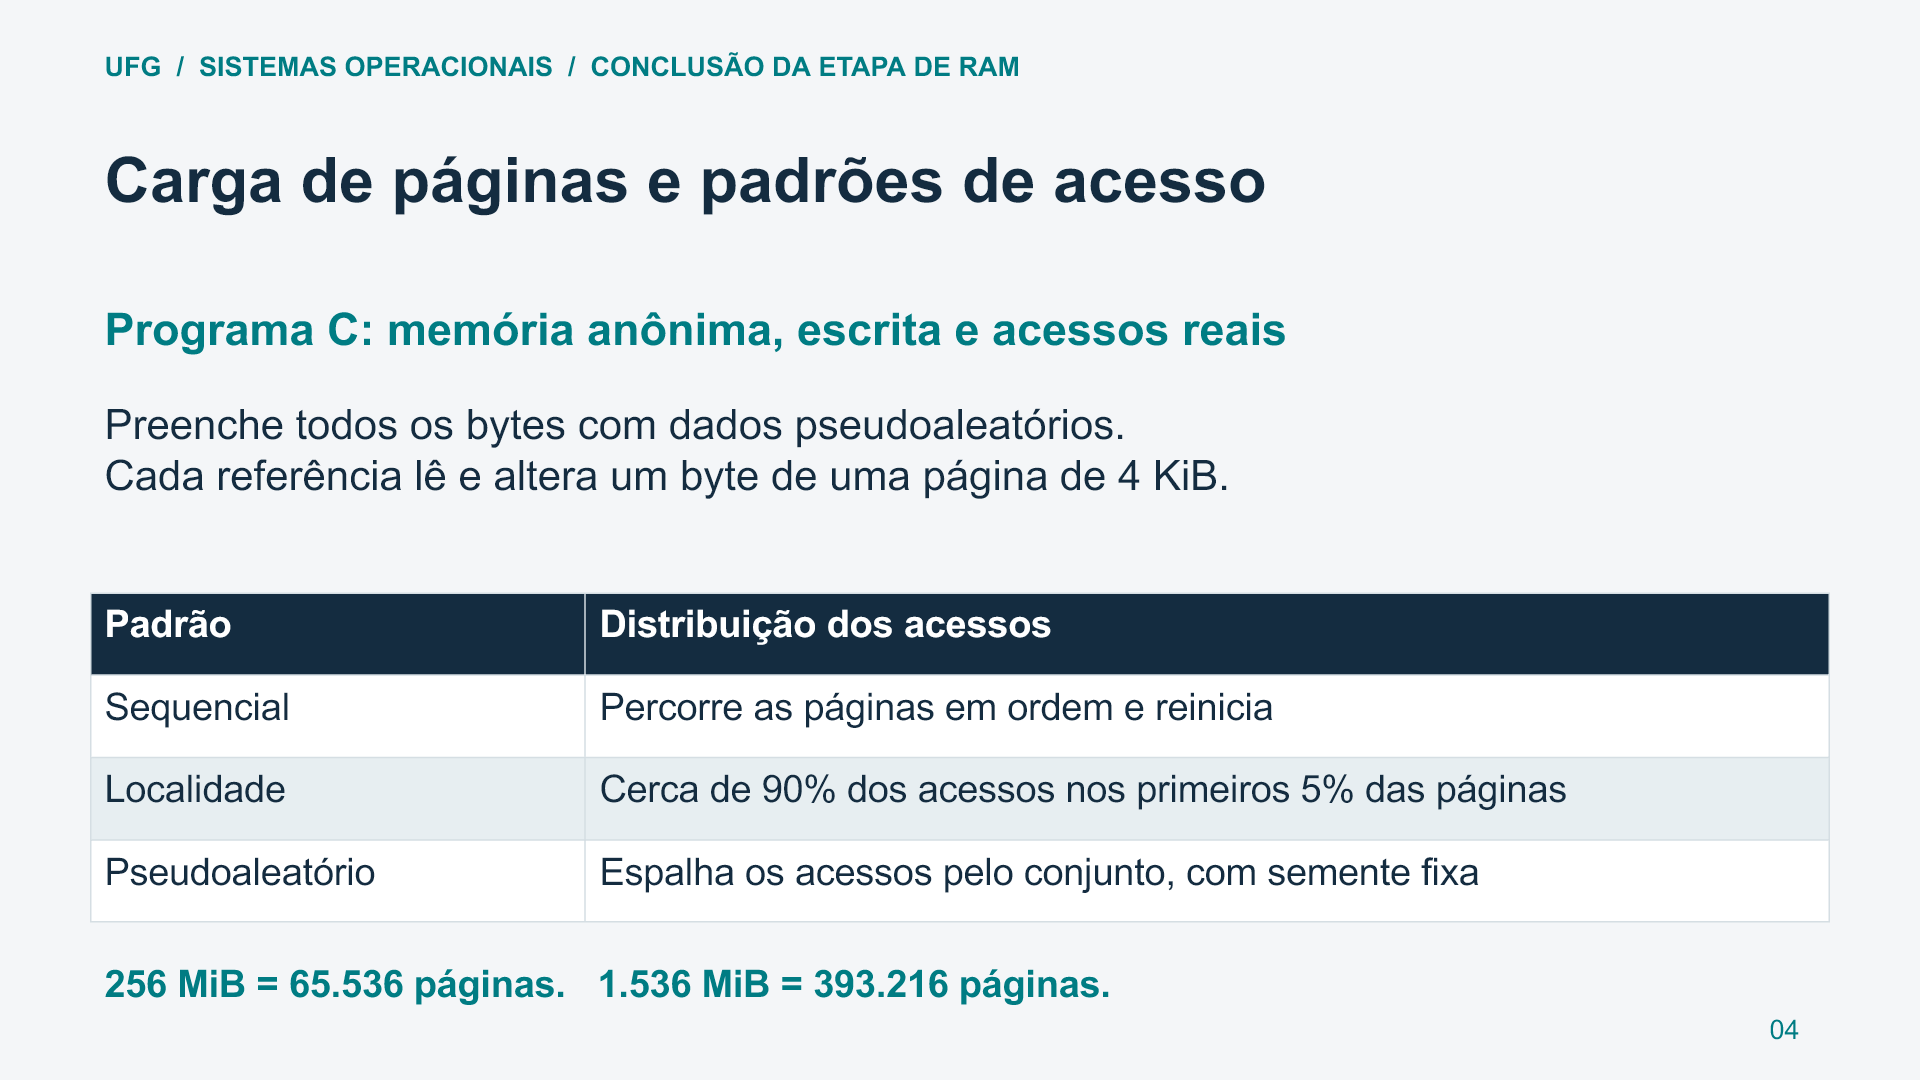 UFG / SISTEMAS OPERACIONAIS / CONCLUSÃO DA ETAPA DE RAM
Carga de páginas e padrões de acesso
Programa C: memória anônima, escrita e acessos reais
Preenche todos os bytes com dados pseudoaleatórios.
Cada referência lê e altera um byte de uma página de 4 KiB.
Padrão Distribuição dos acessos
Sequencial Percorre as páginas em ordem e reinicia
Localidade Cerca de 90% dos acessos nos primeiros 5% das páginas
Pseudoaleatório Espalha os acessos pelo conjunto, com semente fixa
256 MiB = 65.536 páginas. 1.536 MiB = 393.216 páginas.
04